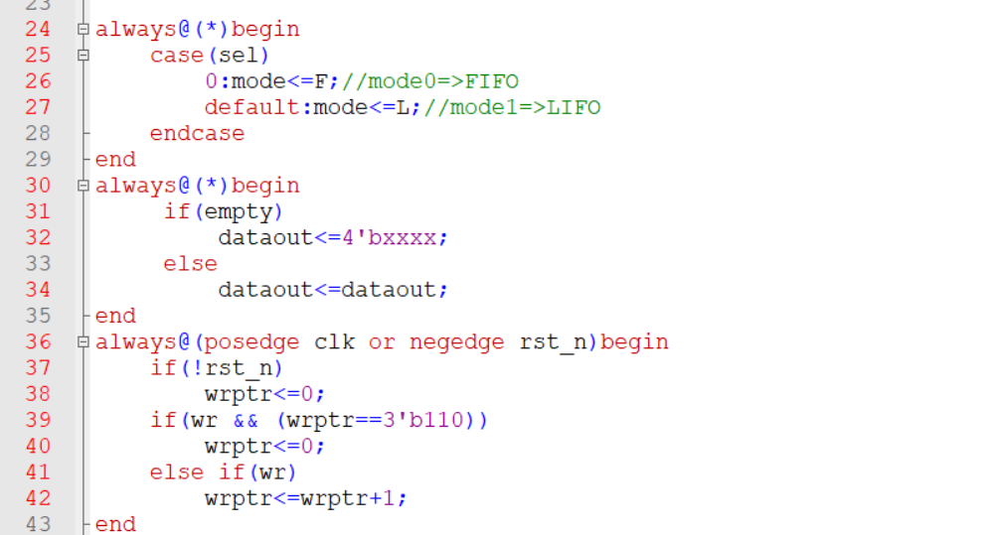 23
24 always@(*)begin
25 case(sel)
26 0:mode<=F;//mode0=>FIFO
27 default:mode<=L;//mode1=>LIFO
28 endcase
29 end
30 always@(*)begin
31 if(empty)
32 dataout<=4'bxxxx;
33 else
34 dataout<=dataout;
35 end
36 always@(posedge clk or negedge rst_n)begin
37 if(!rst_n)
38 wrptr<=0;
39 if(wr && (wrptr==3'b110))
40 wrptr<=0;
41 else if(wr)
42 wrptr<=wrptr+1;
43 end